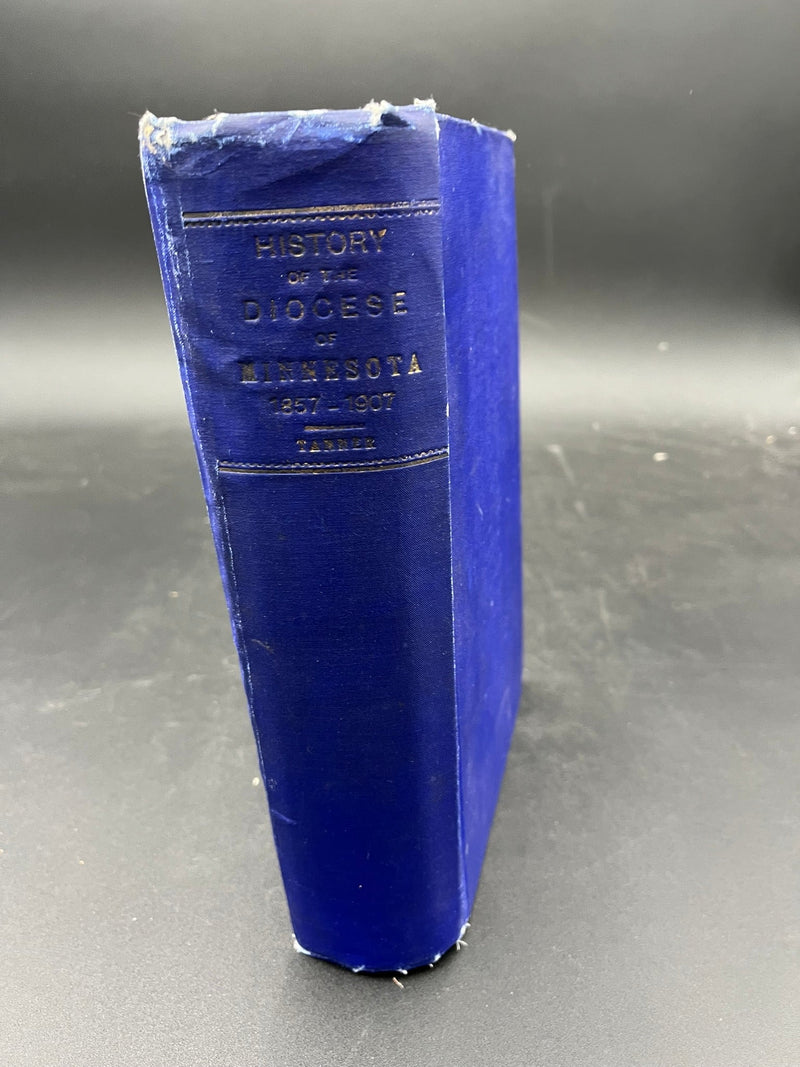 HISTORY
OF THE
DIOCESE
OF
MINNESOTA
1857-1907
TANNER